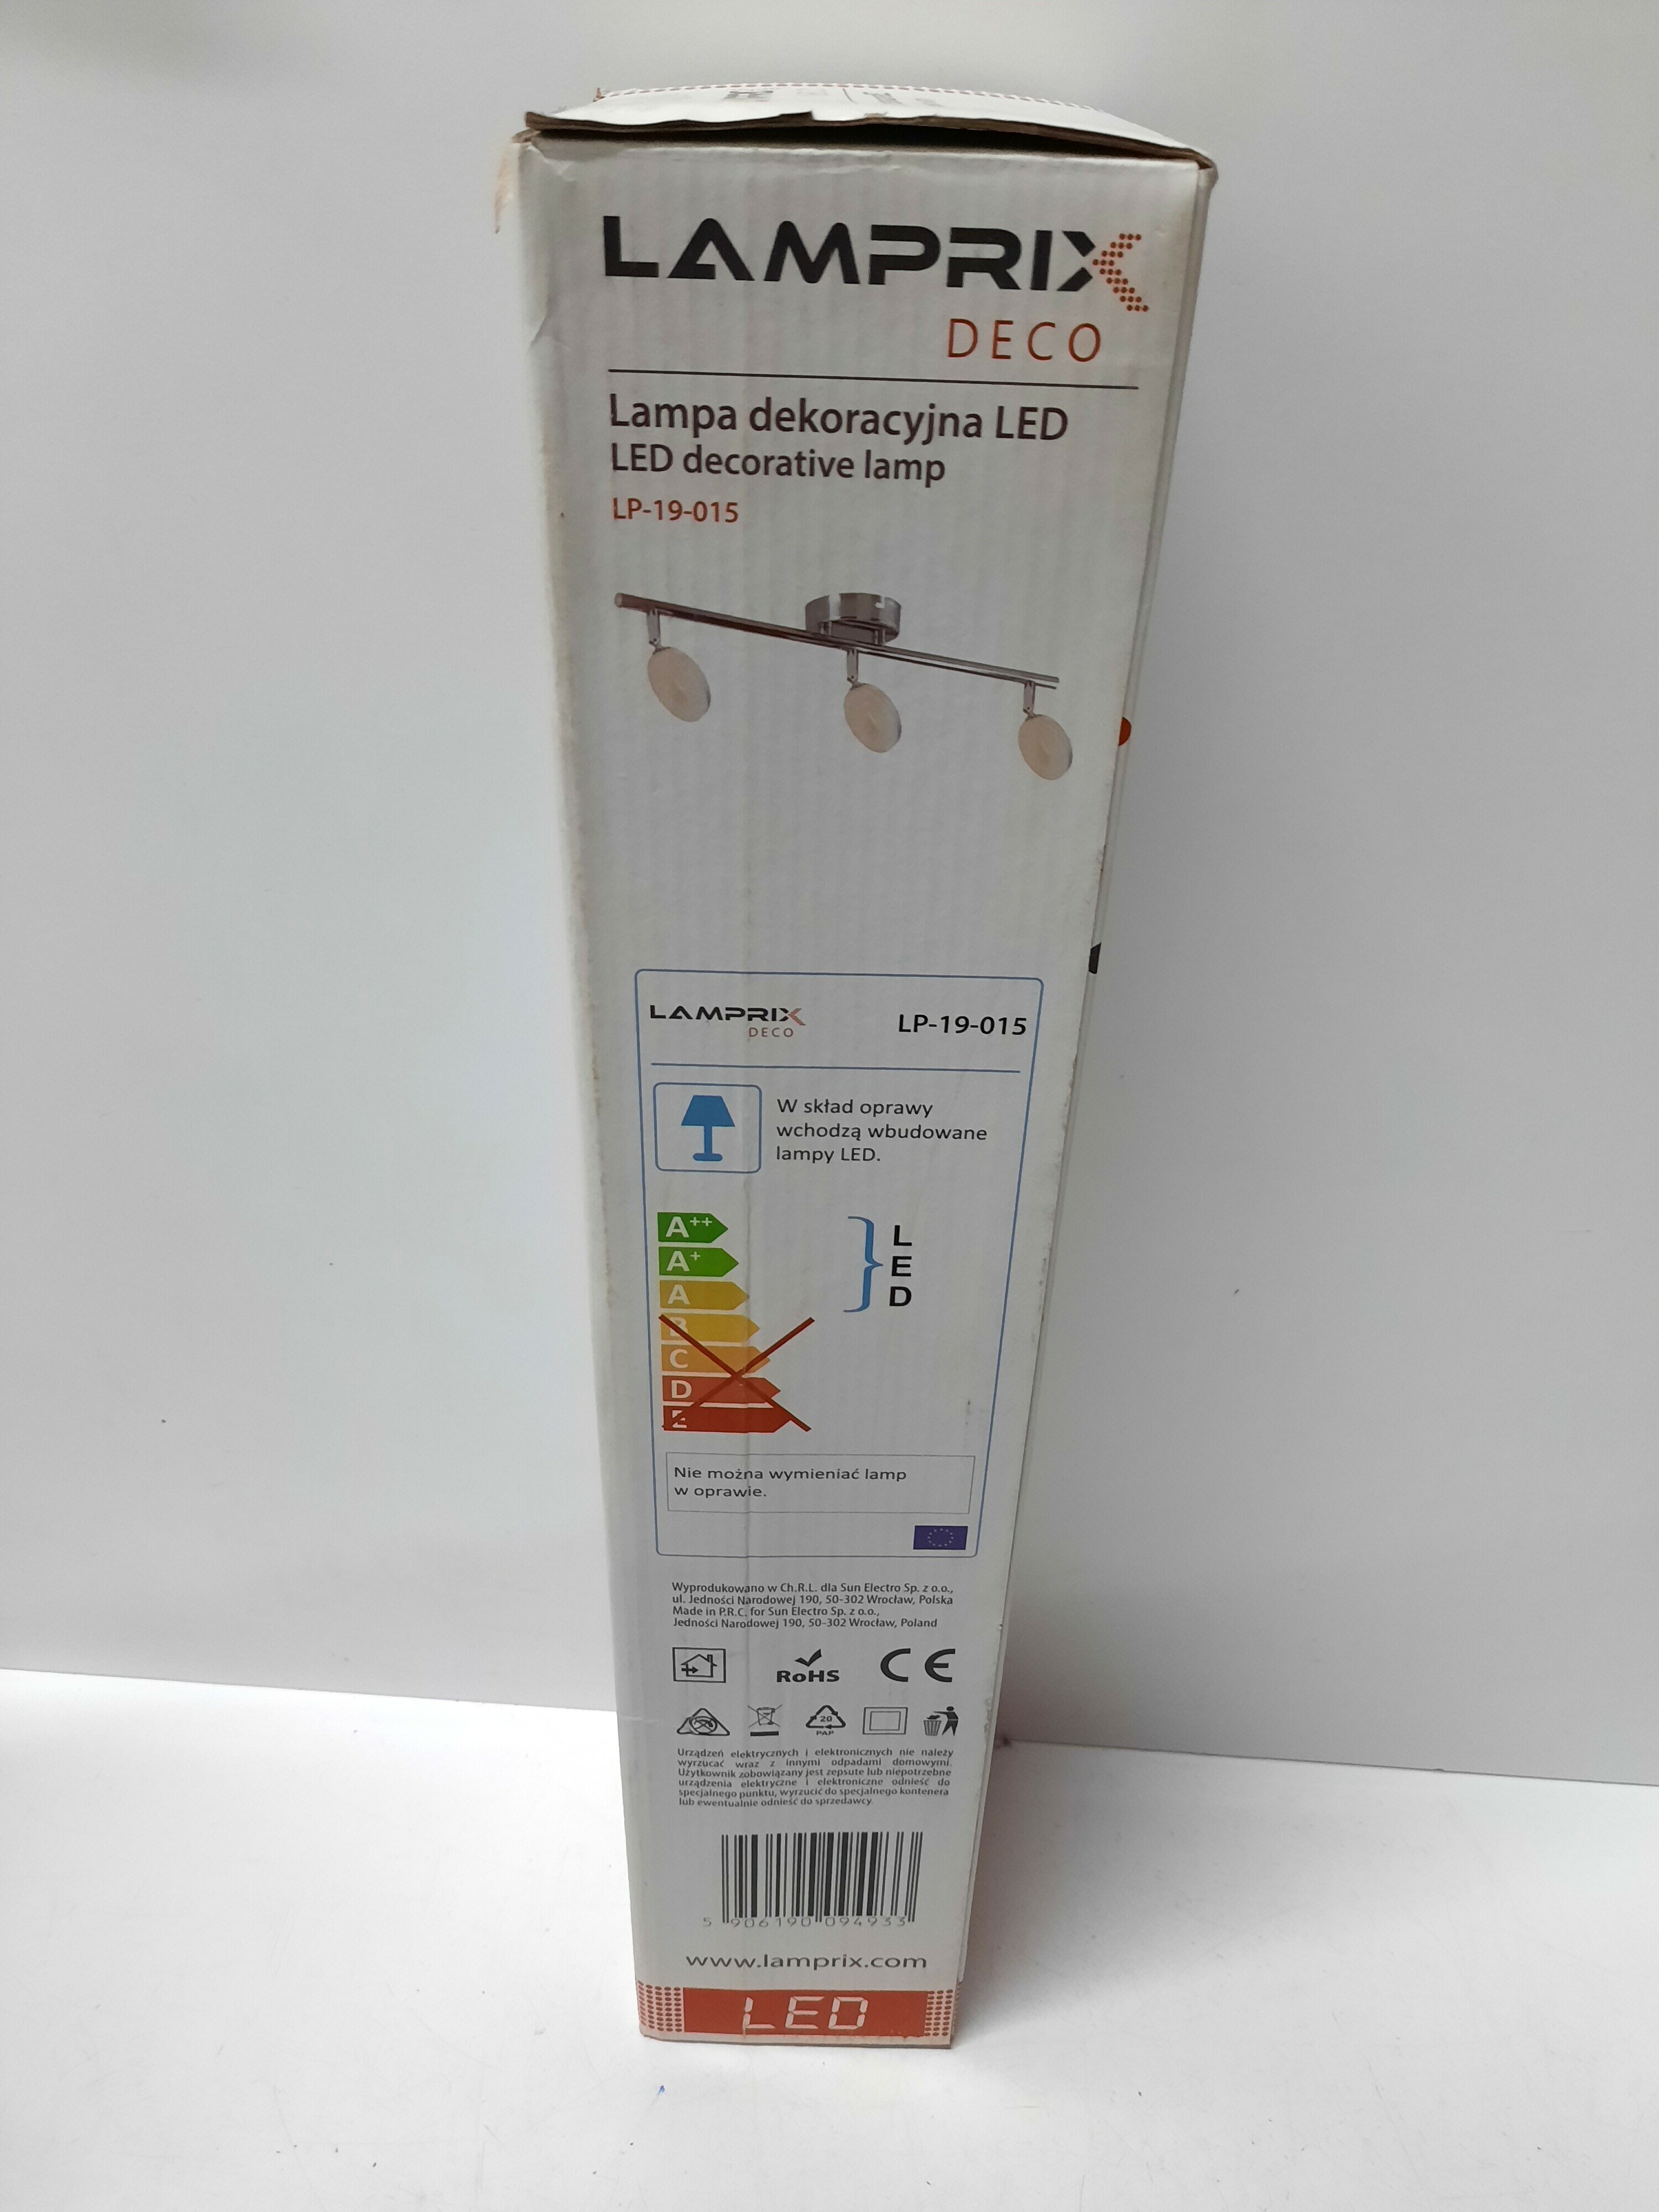 LAMPRIX
DECO
Lampa dekoracyjna LED
LED decorative lamp
LP-19-015
LAMPRIX
DECO
LP-19-015
W skład oprawy
wchodzą wbudowane
lampy LED.
A++
A+
A
B
C
D
E
L
E
D
Nie można wymieniać lamp
w oprawie.
Wyprodukowano w Ch.R.L. dla Sun Electro Sp. z o.o.,
ul. Jedności Narodowej 190, 50-302 Wrocław, Polska
Made in P.R.C. for Sun Electro Sp. z o.o.,
Jedności Narodowej 190, 50-302 Wrocław, Poland
RoHS
CE
20
PAP
Urządzeń elektrycznych i elektronicznych nie należy
wyrzucać wraz z innymi odpadami domowymi.
Użytkownik zobowiązany jest zepsute lub niepotrzebne
urządzenia elektryczne i elektroniczne odnieść do
specjalnego punktu, wyrzucić do specjalnego kontenera
lub ewentualnie odnieść do sprzedawcy.
5 906190 094933
www.lamprix.com
LED